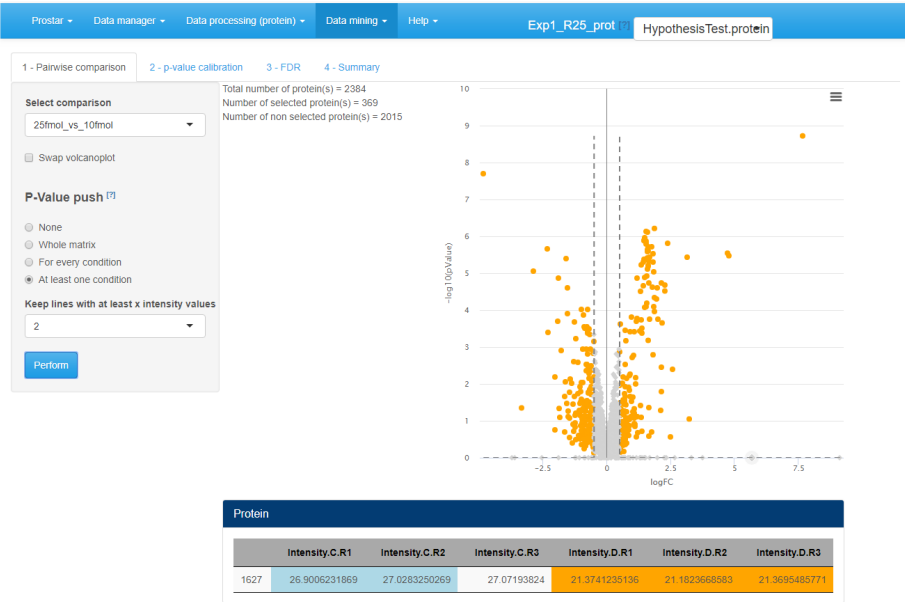 Prostar Data manager Data processing (protein) Data mining Help Exp1_R25_prot [?] HypothesisTest.protein
1 - Pairwise comparison 2 - p-value calibration 3 - FDR 4 - Summary
Select comparison
25fmol_vs_10fmol
Swap volcanoplot
P-Value push [?]
None
Whole matrix
For every condition
At least one condition
Keep lines with at least x intensity values
2
Perform
Total number of protein(s) = 2384
Number of selected protein(s) = 369
Number of non selected protein(s) = 2015
10
9
8
7
6
5
4
3
2
1
0
-log10(pValue)
−2.5 0 2.5 5 7.5
logFC
Protein
Intensity.C.R1 Intensity.C.R2 Intensity.C.R3 Intensity.D.R1 Intensity.D.R2 Intensity.D.R3
1627 26.9006231869 27.0283250269 27.07193824 21.3741235136 21.1823668583 21.3695485771